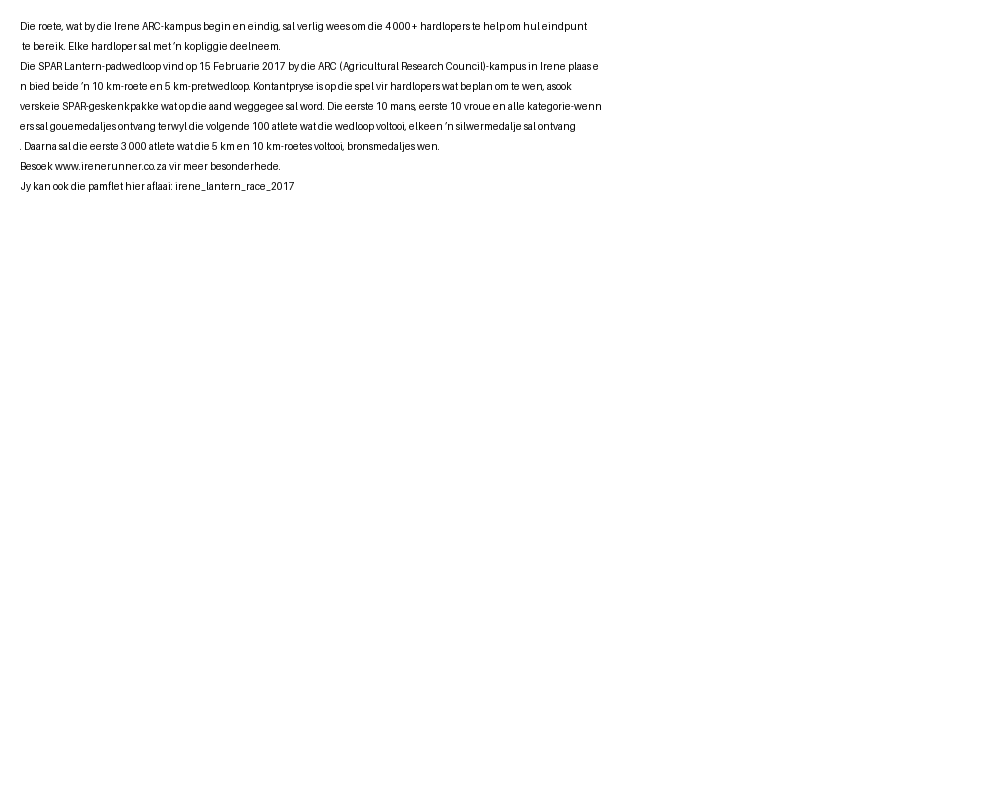 Die roete, wat by die Irene ARC-kampus begin en eindig, sal verlig wees om die 4 000+ hardlopers te help om hul eindpunt
te bereik. Elke hardloper sal met ’n kopliggie deelneem.
Die SPAR Lantern-padwedloop vind op 15 Februarie 2017 by die ARC (Agricultural Research Council)-kampus in Irene plaas e
n bied beide ’n 10 km-roete en 5 km-pretwedloop. Kontantpryse is op die spel vir hardlopers wat beplan om te wen, asook
verskeie SPAR-geskenkpakke wat op die aand weggegee sal word. Die eerste 10 mans, eerste 10 vroue en alle kategorie-wenn
ers sal gouemedaljes ontvang terwyl die volgende 100 atlete wat die wedloop voltooi, elkeen ’n silwermedalje sal ontvang
. Daarna sal die eerste 3 000 atlete wat die 5 km en 10 km-roetes voltooi, bronsmedaljes wen.
Besoek www.irenerunner.co.za vir meer besonderhede.
Jy kan ook die pamflet hier aflaai: irene_lantern_race_2017